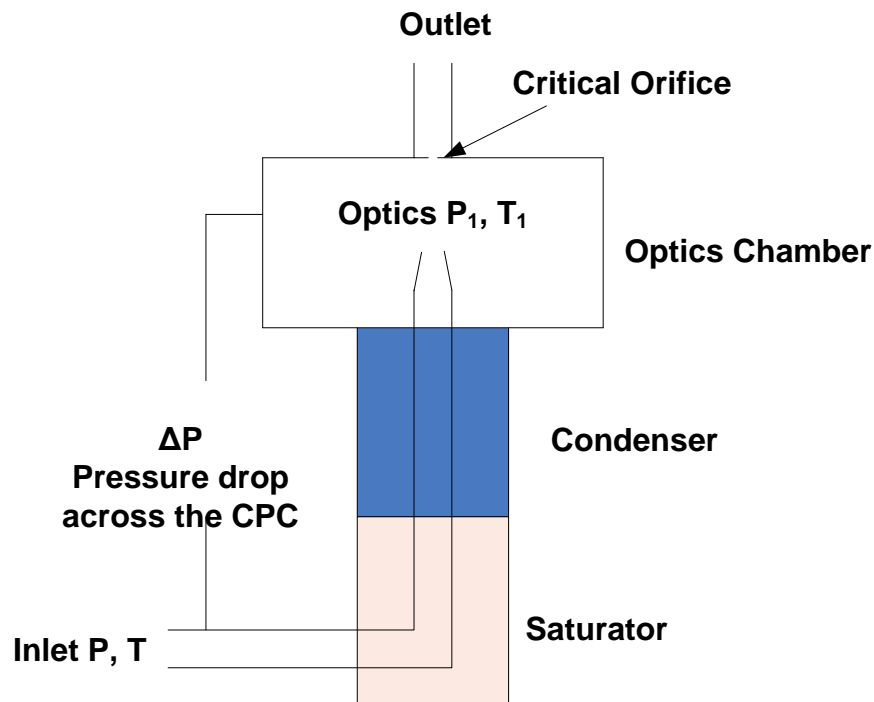 Outlet
Critical Orifice
Optics P₁, T₁
Optics Chamber
ΔP
Pressure drop
across the CPC
Condenser
Saturator
Inlet P, T